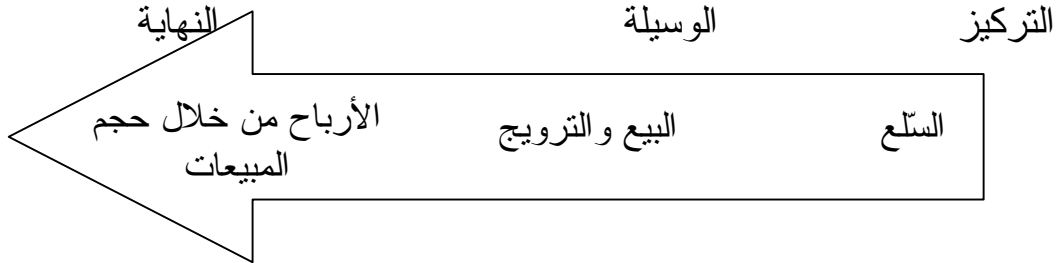 التركيز الوسيلة النهاية
السّلع البيع والترويج الأرباح من خلال حجم
المبيعات